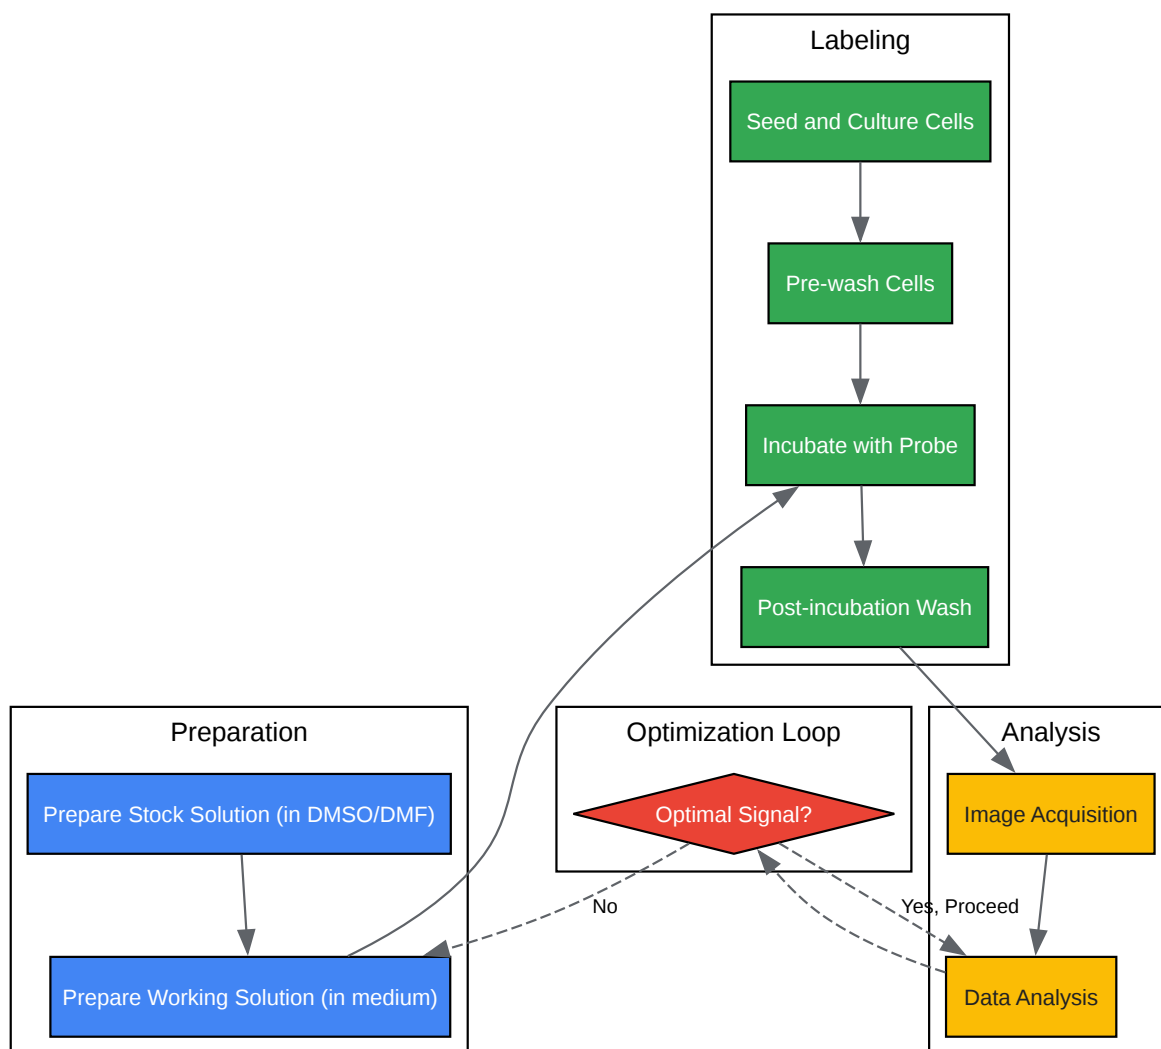 Labeling
Seed and Culture Cells
Pre-wash Cells
Incubate with Probe
Post-incubation Wash
Preparation
Prepare Stock Solution (in DMSO/DMF)
Prepare Working Solution (in medium)
Optimization Loop
Optimal Signal?
No
Yes, Proceed
Analysis
Image Acquisition
Data Analysis